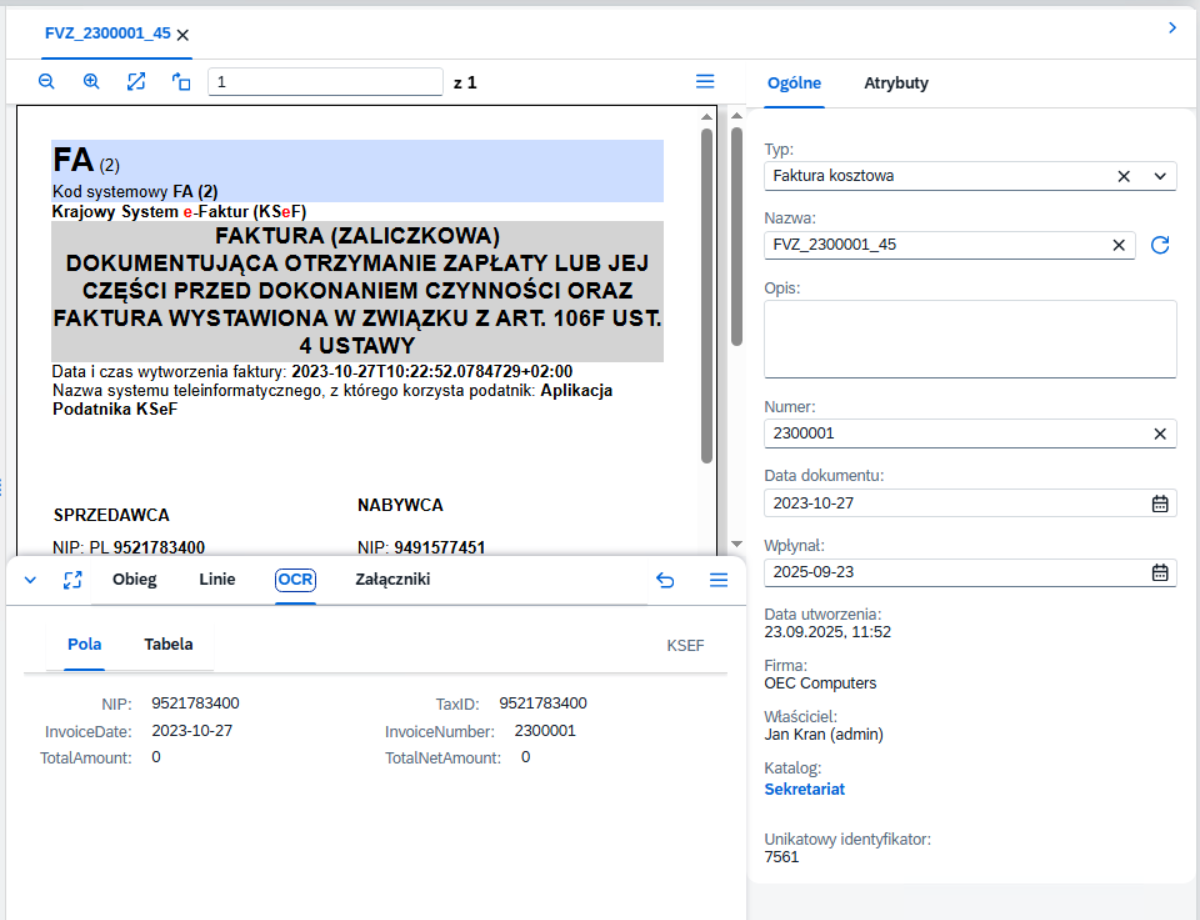 FVZ_2300001_45
1
z 1
FA (2)
Kod systemowy FA (2)
Krajowy System e-Faktur (KSeF)
FAKTURA (ZALICZKOWA)
DOKUMENTUJĄCA OTRZYMANIE ZAPŁATY LUB JEJ
CZĘŚCI PRZED DOKONANIEM CZYNNOŚCI ORAZ
FAKTURA WYSTAWIONA W ZWIĄZKU Z ART. 106F UST.
4 USTAWY
Data i czas wytworzenia faktury: 2023-10-27T10:22:52.0784729+02:00
Nazwa systemu teleinformatycznego, z którego korzysta podatnik: Aplikacja
Podatnika KSeF
SPRZEDAWCA
NABYWCA
NIP: PL 9521783400
NIP: 9491577451
Obieg Linie OCR Załączniki
Pola Tabela KSEF
NIP: 9521783400
TaxID: 9521783400
InvoiceDate: 2023-10-27
InvoiceNumber: 2300001
TotalAmount: 0
TotalNetAmount: 0
Ogólne Atrybuty
Typ:
Faktura kosztowa
Nazwa:
FVZ_2300001_45
Opis:
Numer:
2300001
Data dokumentu:
2023-10-27
Wpłynął:
2025-09-23
Data utworzenia:
23.09.2025, 11:52
Firma:
OEC Computers
Właściciel:
Jan Kran (admin)
Katalog:
Sekretariat
Unikatowy identyfikator:
7561